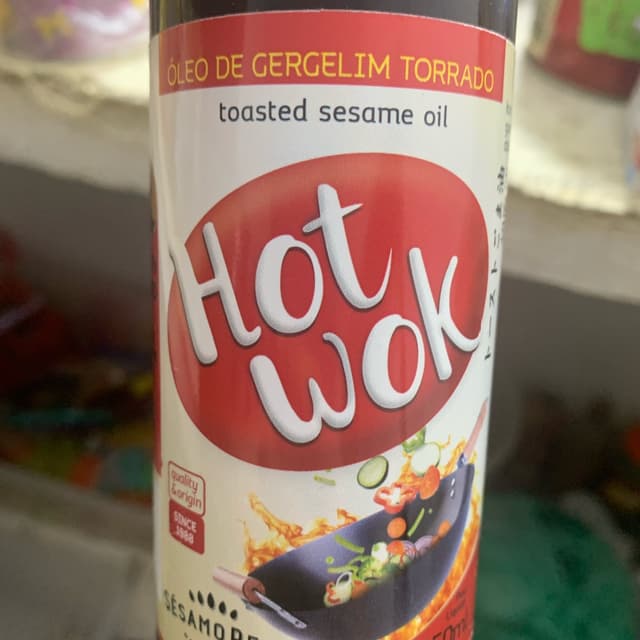 ÓLEO DE GERGELIM TORRADO
toasted sesame oil
Hot
WOK
quality
& origin
SINCE
1988